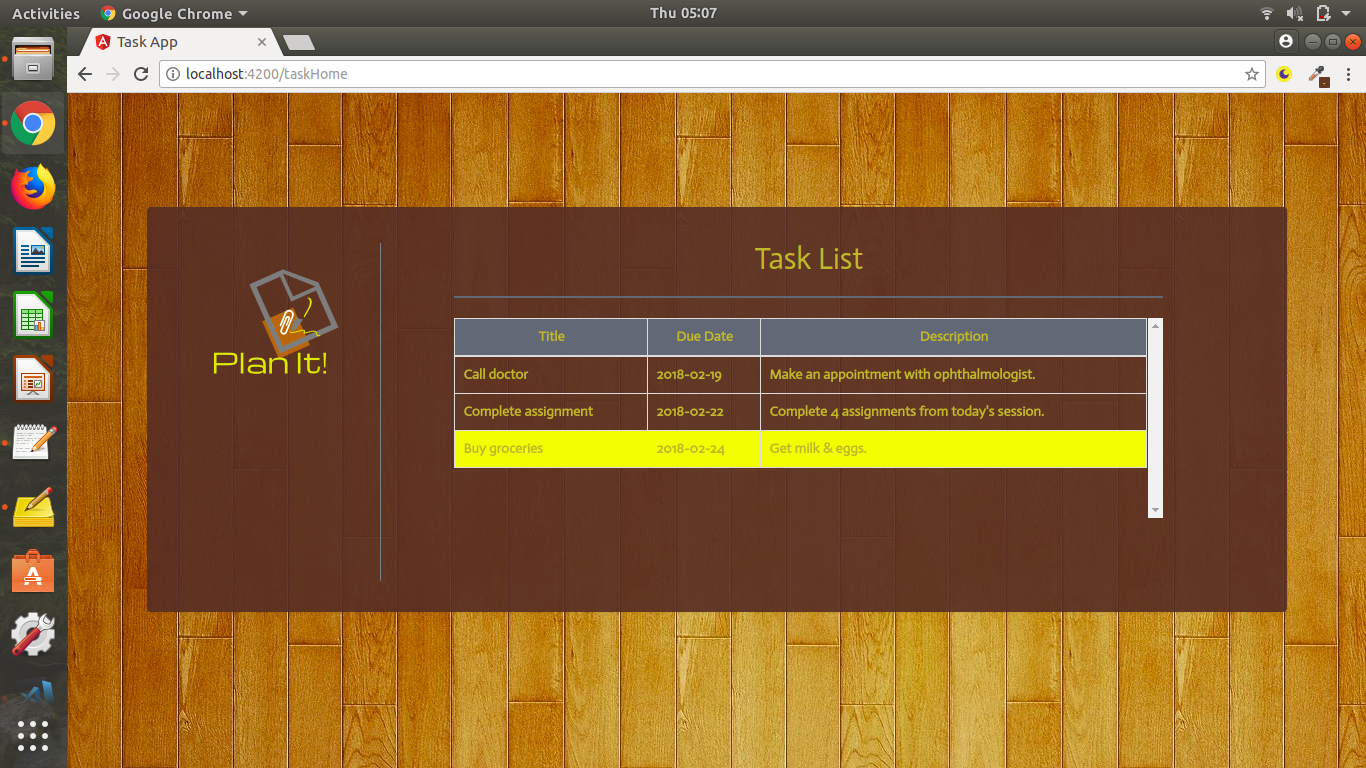 Activities Google Chrome Thu 05:07
Task App
localhost:4200/taskHome
Plan It!
Task List
Title Due Date Description
Call doctor 2018-02-19 Make an appointment with ophthalmologist.
Complete assignment 2018-02-22 Complete 4 assignments from today's session.
Buy groceries 2018-02-24 Get milk & eggs.